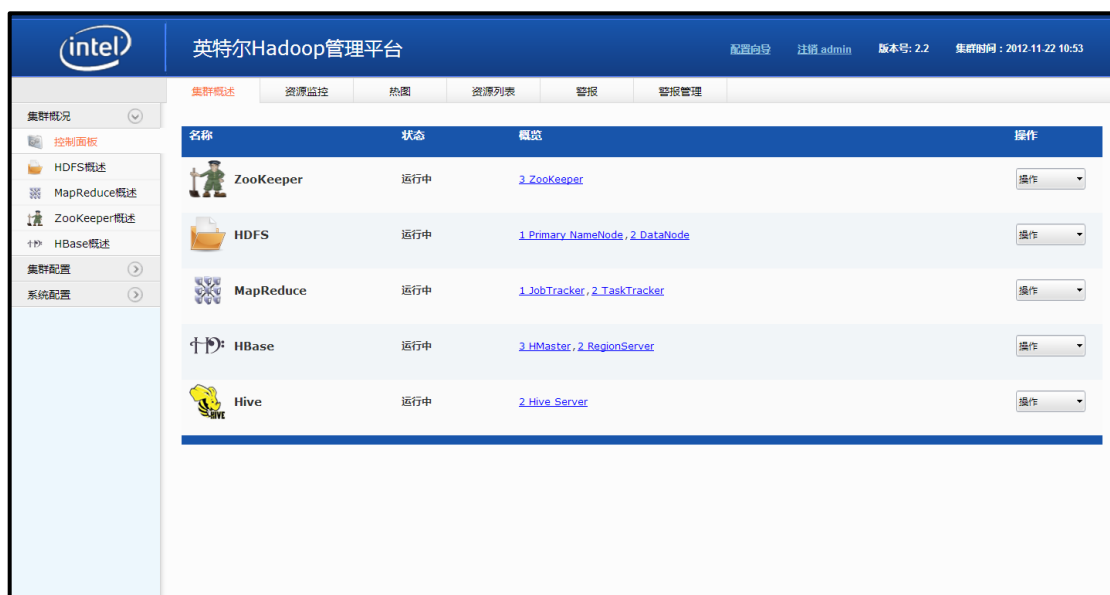 intel
英特尔Hadoop管理平台
配置向导 注销 admin 版本号: 2.2 集群时间：2012-11-22 10:53
集群概述 资源监控 热图 资源列表 警报 警报管理
集群概况
控制面板
HDFS概述
MapReduce概述
ZooKeeper概述
HBase概述
集群配置
系统配置
名称 状态 概览 操作
ZooKeeper 运行中 3 ZooKeeper 操作
HDFS 运行中 1 Primary NameNode, 2 DataNode 操作
MapReduce 运行中 1 JobTracker, 2 TaskTracker 操作
HBase 运行中 3 HMaster, 2 RegionServer 操作
HIVE Hive 运行中 2 Hive Server 操作